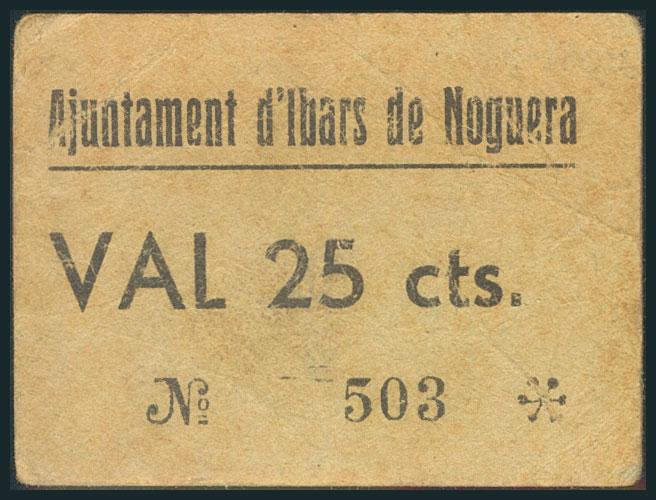 Ajuntament d'Ibars de Noguera
VAL 25 cts.
Nº 503